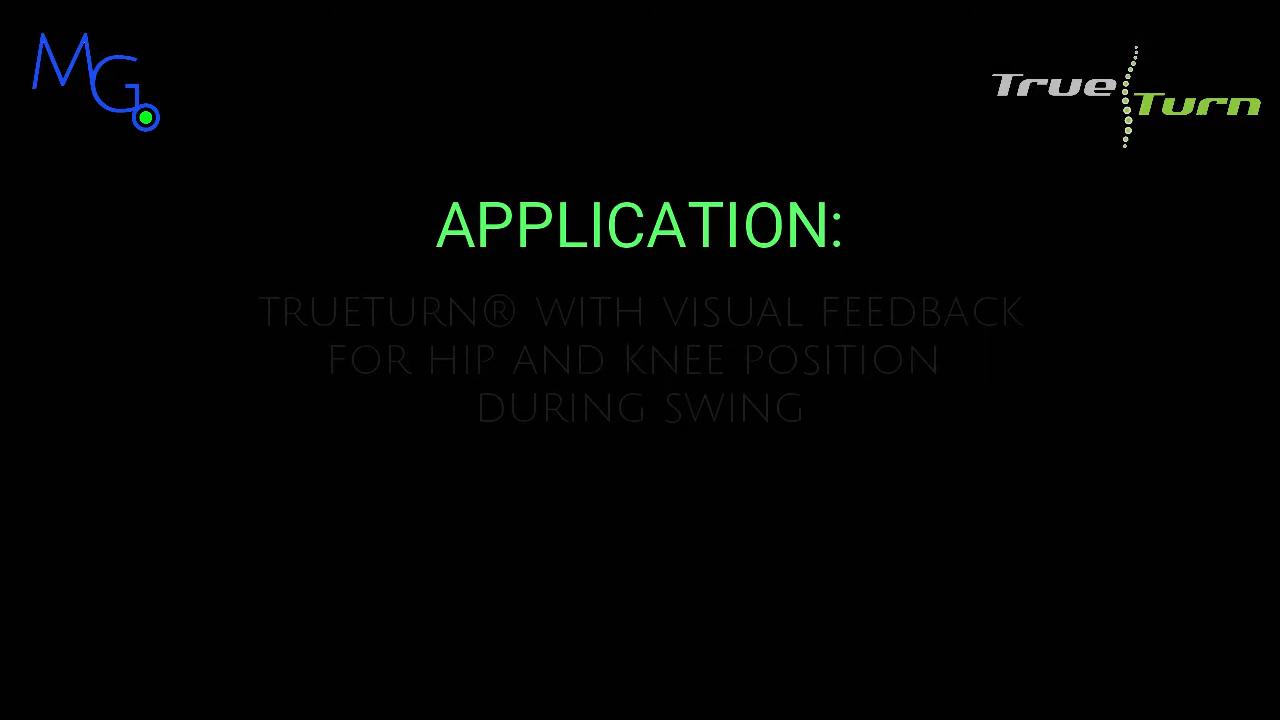 MG
True Turn
APPLICATION:
TRUETURN® WITH VISUAL FEEDBACK
FOR HIP AND KNEE POSITION
DURING SWING